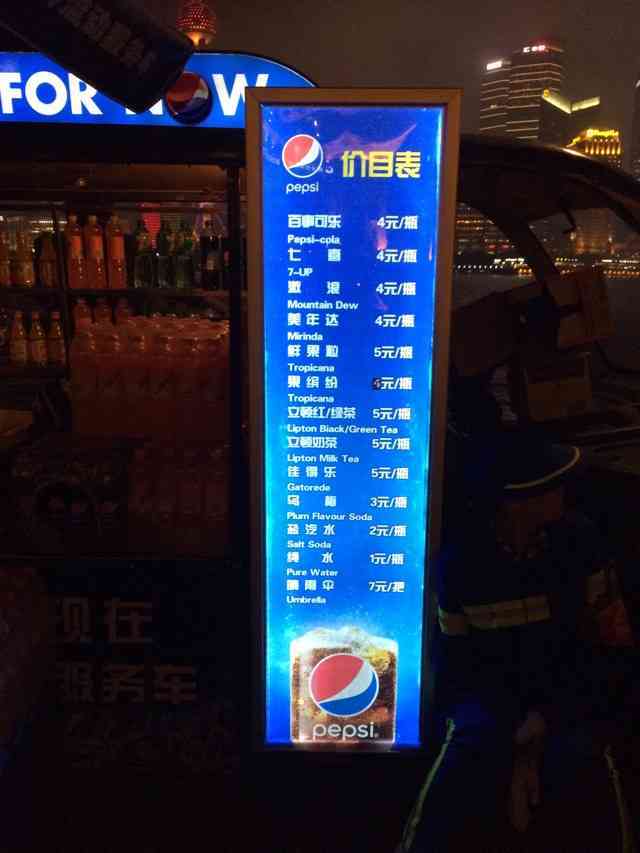 FOR NOW
pepsi
价目表
百事可乐 4元/瓶
Papsi-cola
七喜 4元/瓶
7-UP
激浪 4元/瓶
Mountain Dew
美年达 4元/瓶
Mirinda
鲜果粒 5元/瓶
Tropicana
果缤纷 4元/瓶
Tropicana
立顿红/绿茶 5元/瓶
Lipton Black/Green Tea
立顿奶茶 5元/瓶
Lipton Milk Tea
佳得乐 5元/瓶
Gatorede
乌梅 3元/瓶
Plum Flavour Soda
盐汽水 2元/瓶
Salt Soda
纯水 1元/瓶
Pure Water
晴雨伞 7元/把
Umbrella
pepsi
现在
服务车